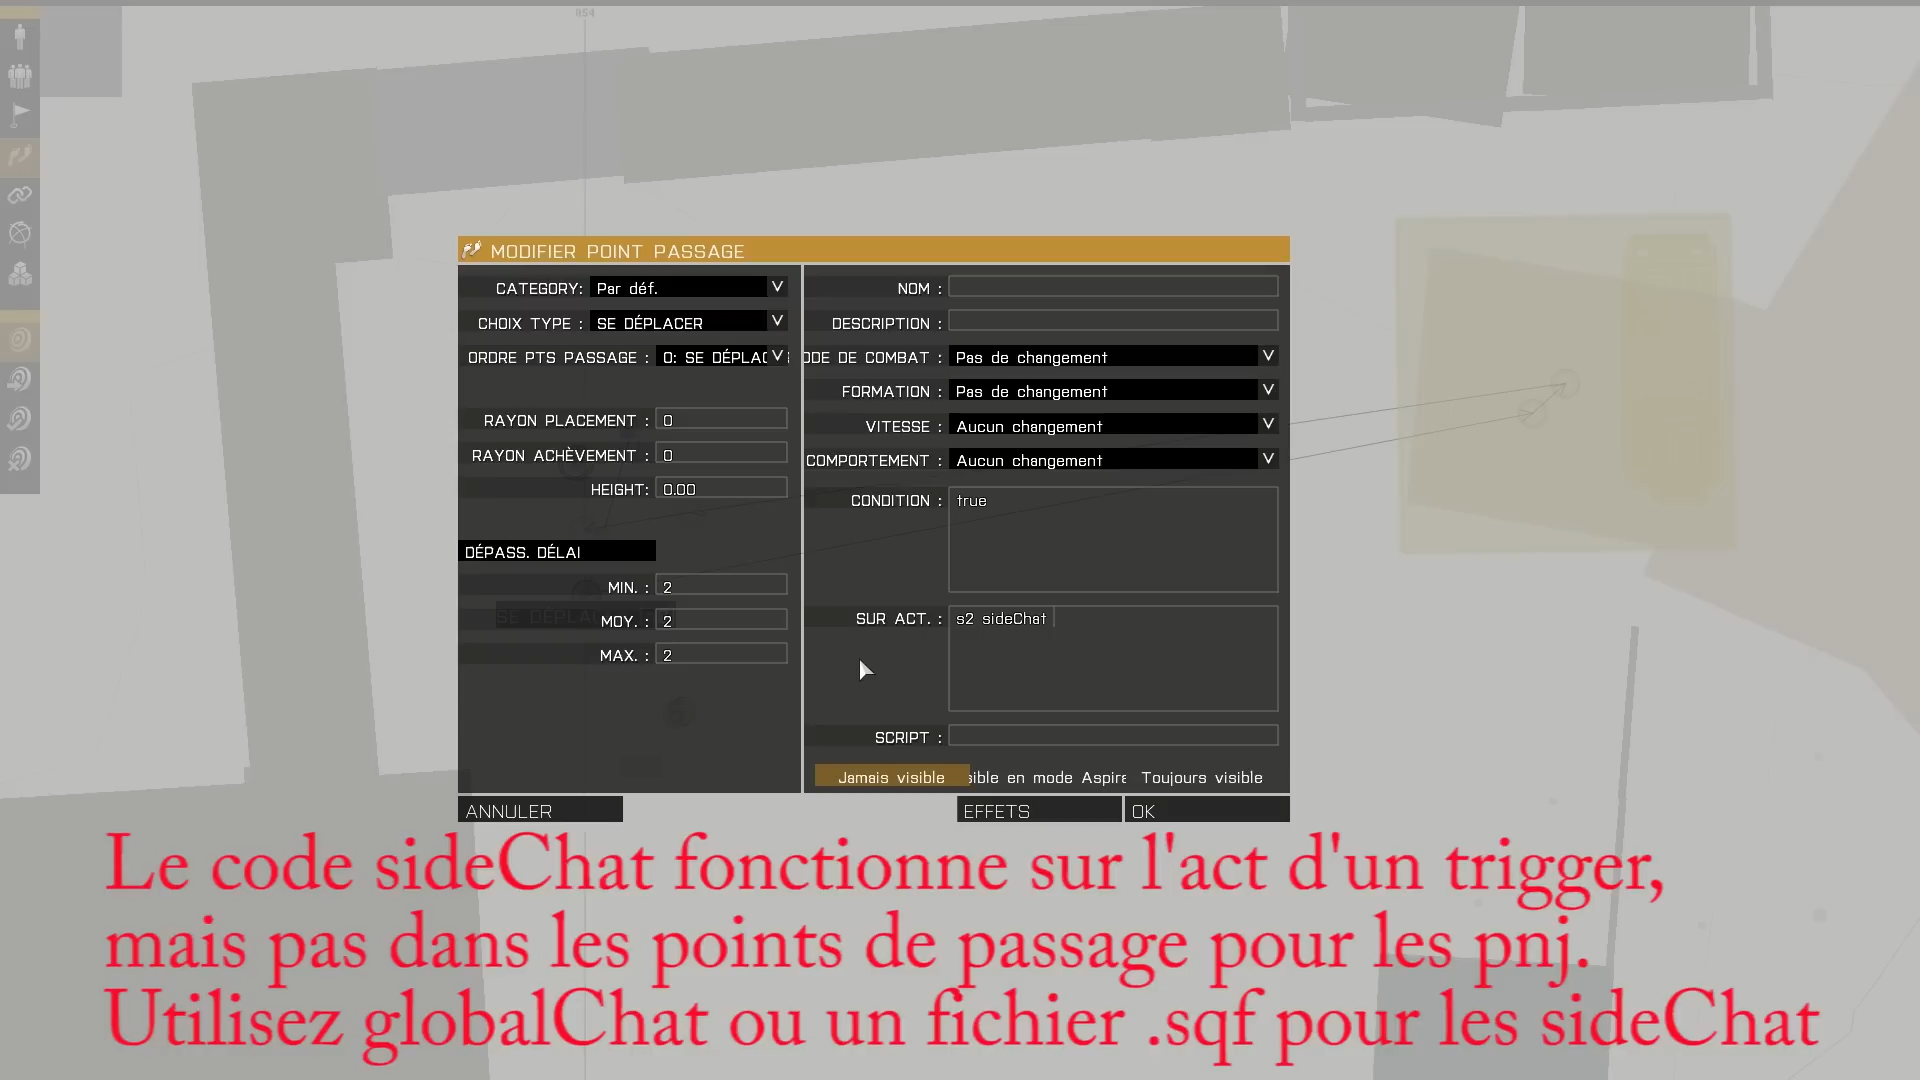 054
MODIFIER POINT PASSAGE
CATEGORY: Par déf.
CHOIX TYPE : SE DÉPLACER
ORDRE PTS PASSAGE : 0: SE DÉPLAC
RAYON PLACEMENT : 0
RAYON ACHÈVEMENT : 0
HEIGHT: 0.00
DÉPASS. DÉLAI
MIN. : 2
SE DÉPLAC
MOY. : 2
MAX. : 2
NOM :
DESCRIPTION :
ODE DE COMBAT : Pas de changement
FORMATION : Pas de changement
VITESSE : Aucun changement
COMPORTEMENT : Aucun changement
CONDITION : true
SUR ACT. : s2 sideChat
SCRIPT :
Jamais visible sible en mode Aspire Toujours visible
ANNULER EFFETS OK
Le code sideChat fonctionne sur l'act d'un trigger,
mais pas dans les points de passage pour les pnj.
Utilisez globalChat ou un fichier .sqf pour les sideChat